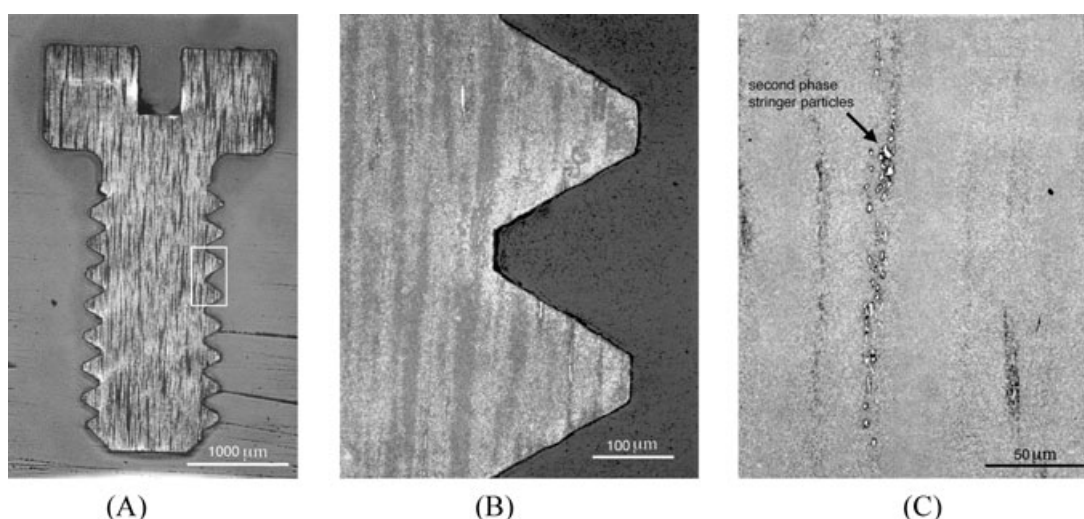 second phase
stringer particles
1000 μm
100 μm
50 μm
(A)
(B)
(C)